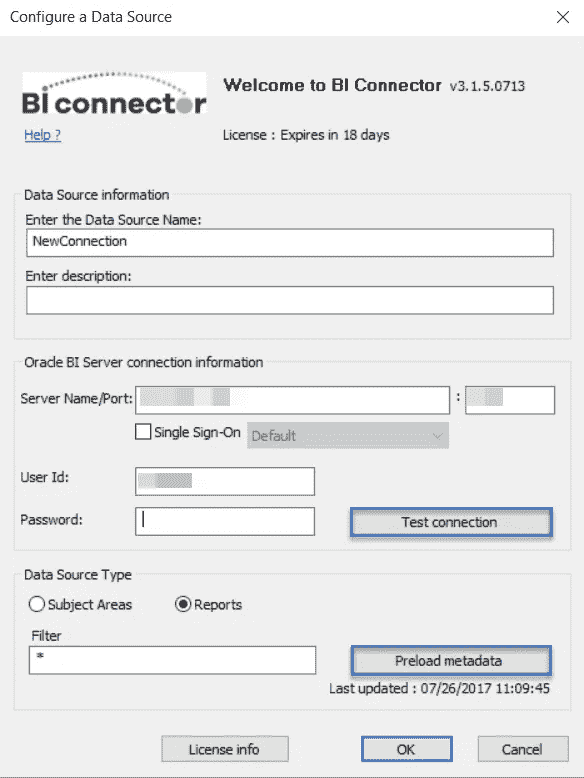 Configure a Data Source
BI connector
Welcome to BI Connector v3.1.5.0713
Help ?
License : Expires in 18 days
Data Source information
Enter the Data Source Name:
NewConnection
Enter description:
Oracle BI Server connection information
Server Name/Port:
:
Single Sign-On
Default
User Id:
Password:
Test connection
Data Source Type
Subject Areas
Reports
Filter
*
Preload metadata
Last updated : 07/26/2017 11:09:45
License info
OK
Cancel